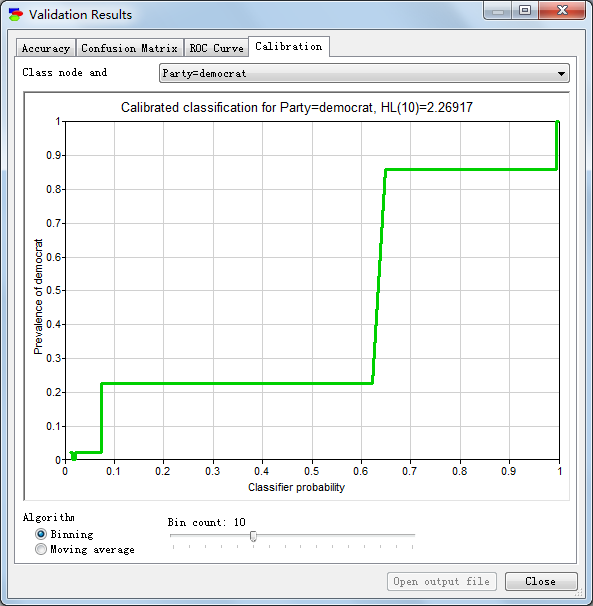 Validation Results
Accuracy Confusion Matrix ROC Curve Calibration
Class node and Party=democrat
Calibrated classification for Party=democrat, HL(10)=2.26917
1
0.9
0.8
0.7
0.6
0.5
0.4
0.3
0.2
0.1
0
Prevalence of democrat
0 0.1 0.2 0.3 0.4 0.5 0.6 0.7 0.8 0.9 1
Classifier probability
Algorithm
Binning
Moving average
Bin count: 10
Open output file Close